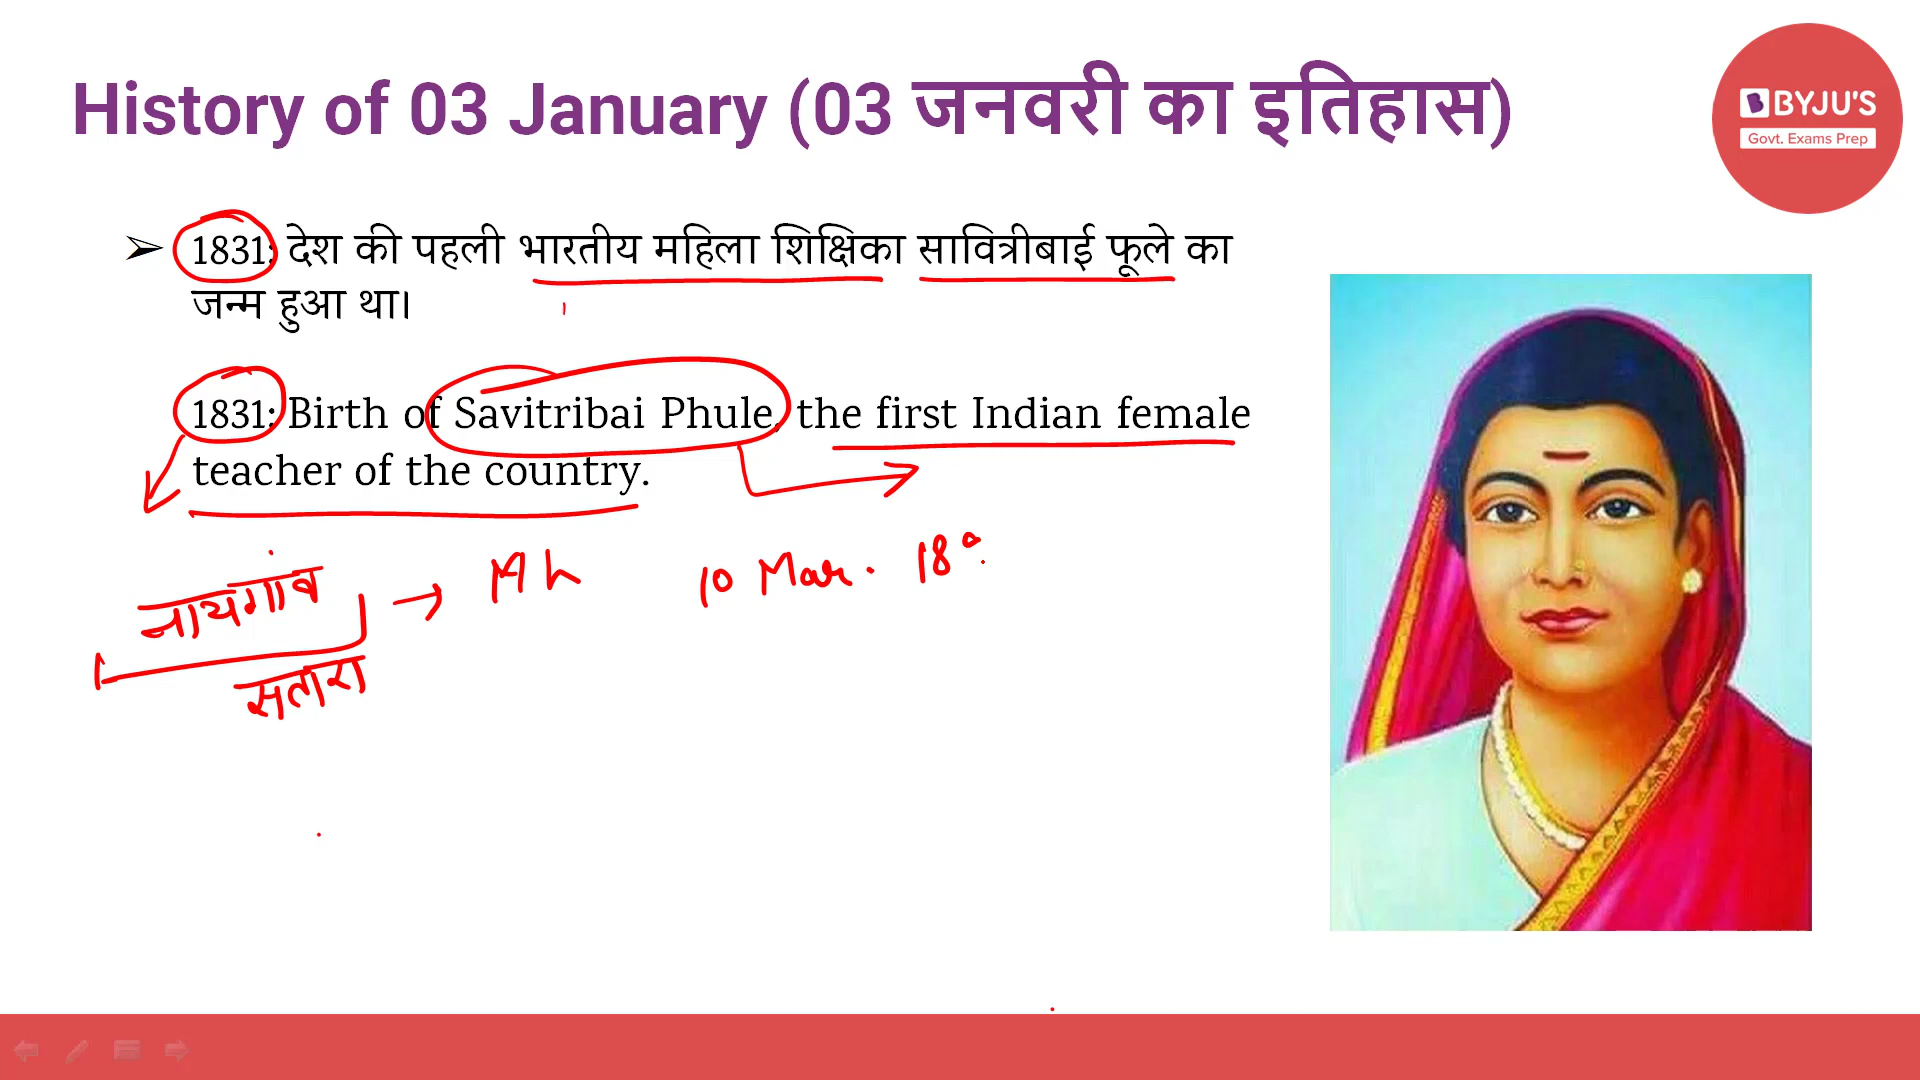 History of 03 January (03 जनवरी का इतिहास)
BYJU'S
Govt. Exams Prep
➢ 1831: देश की पहली भारतीय महिला शिक्षिका सावित्रीबाई फूले का
जन्म हुआ था।
1831: Birth of Savitribai Phule, the first Indian female
teacher of the country.
नायगांव → Mh 10 Mar. 18
सतारा